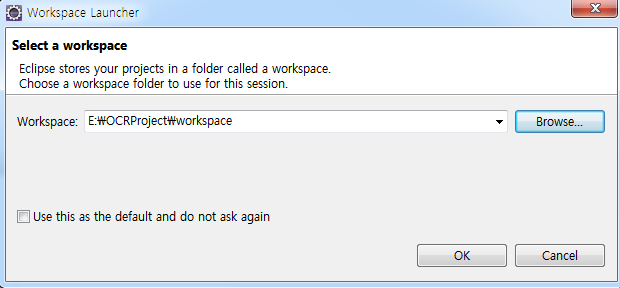 Workspace Launcher
Select a workspace
Eclipse stores your projects in a folder called a workspace.
Choose a workspace folder to use for this session.
Workspace: E:₩OCRProject₩workspace Browse...
Use this as the default and do not ask again
OK Cancel